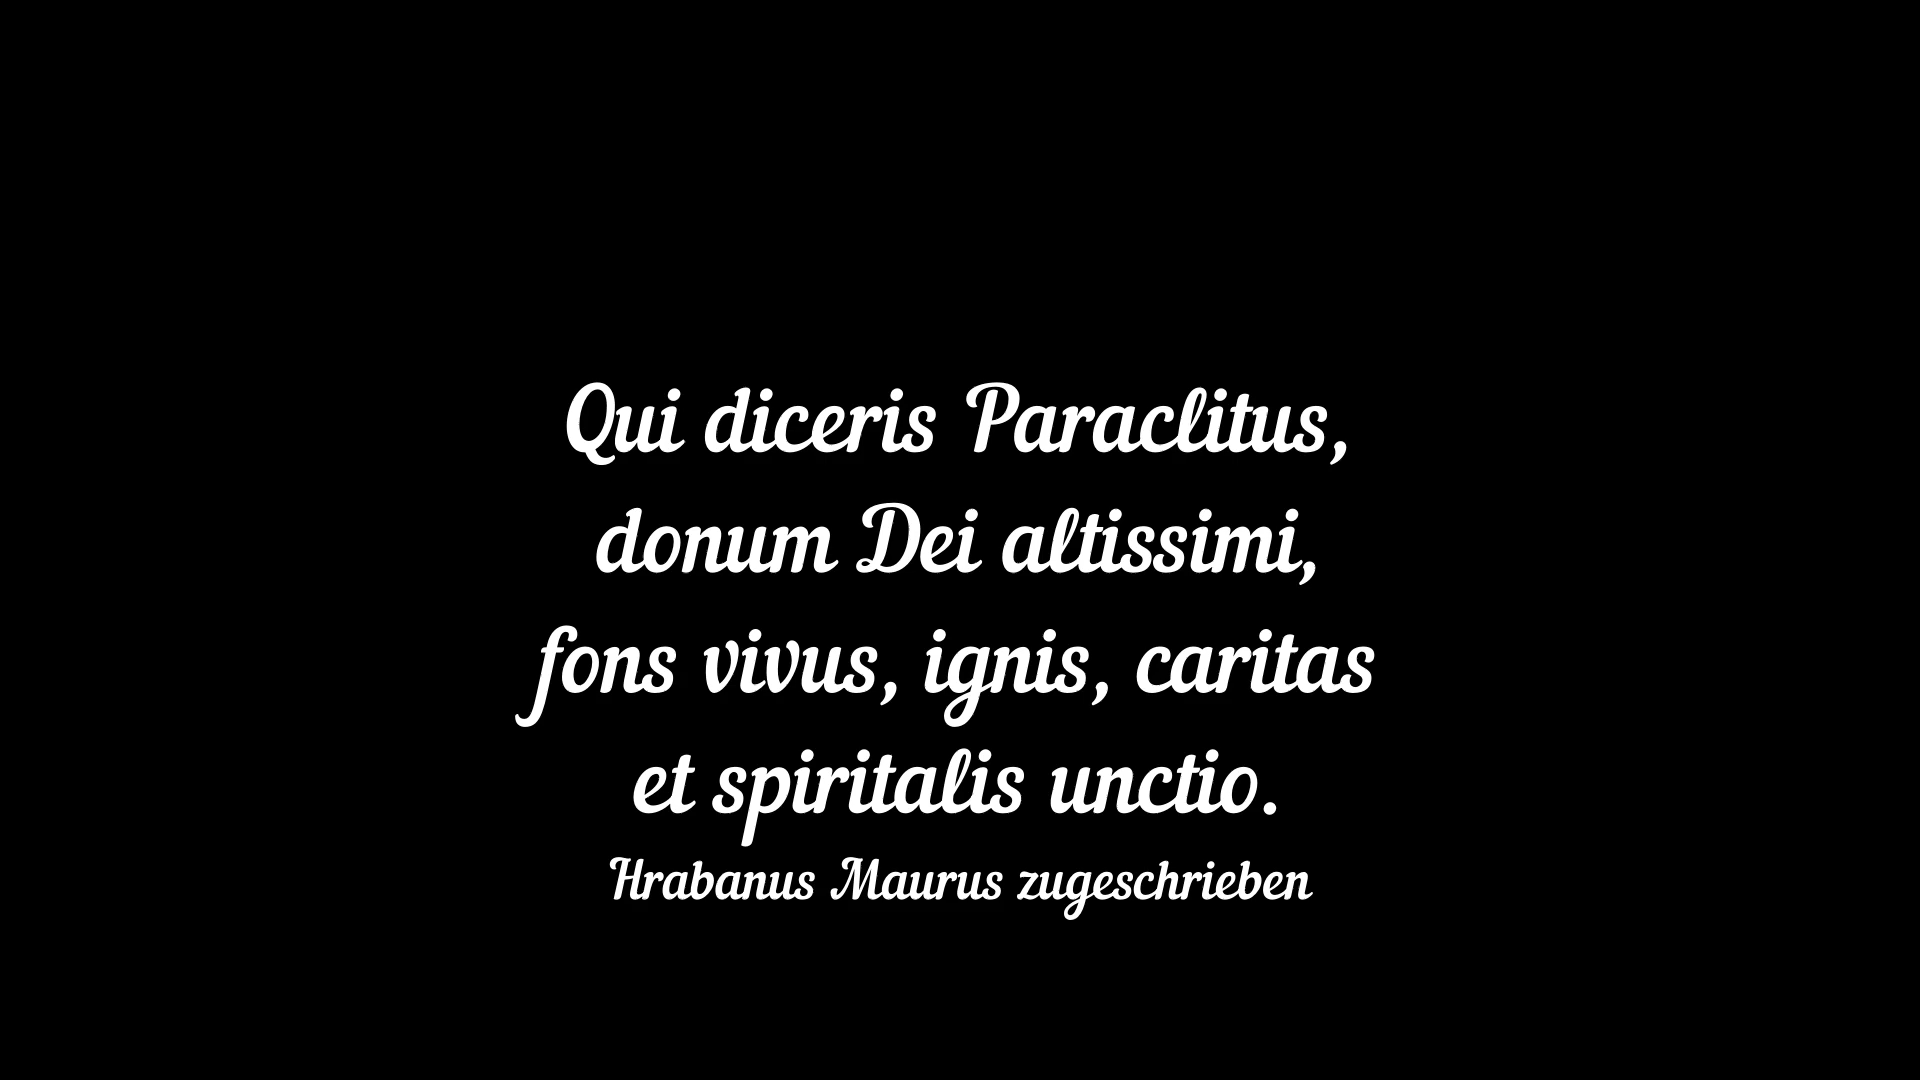 Qui diceris Paraclitus,
donum Dei altissimi,
fons vivus, ignis, caritas
et spiritalis unctio.
Hrabanus Maurus zugeschrieben